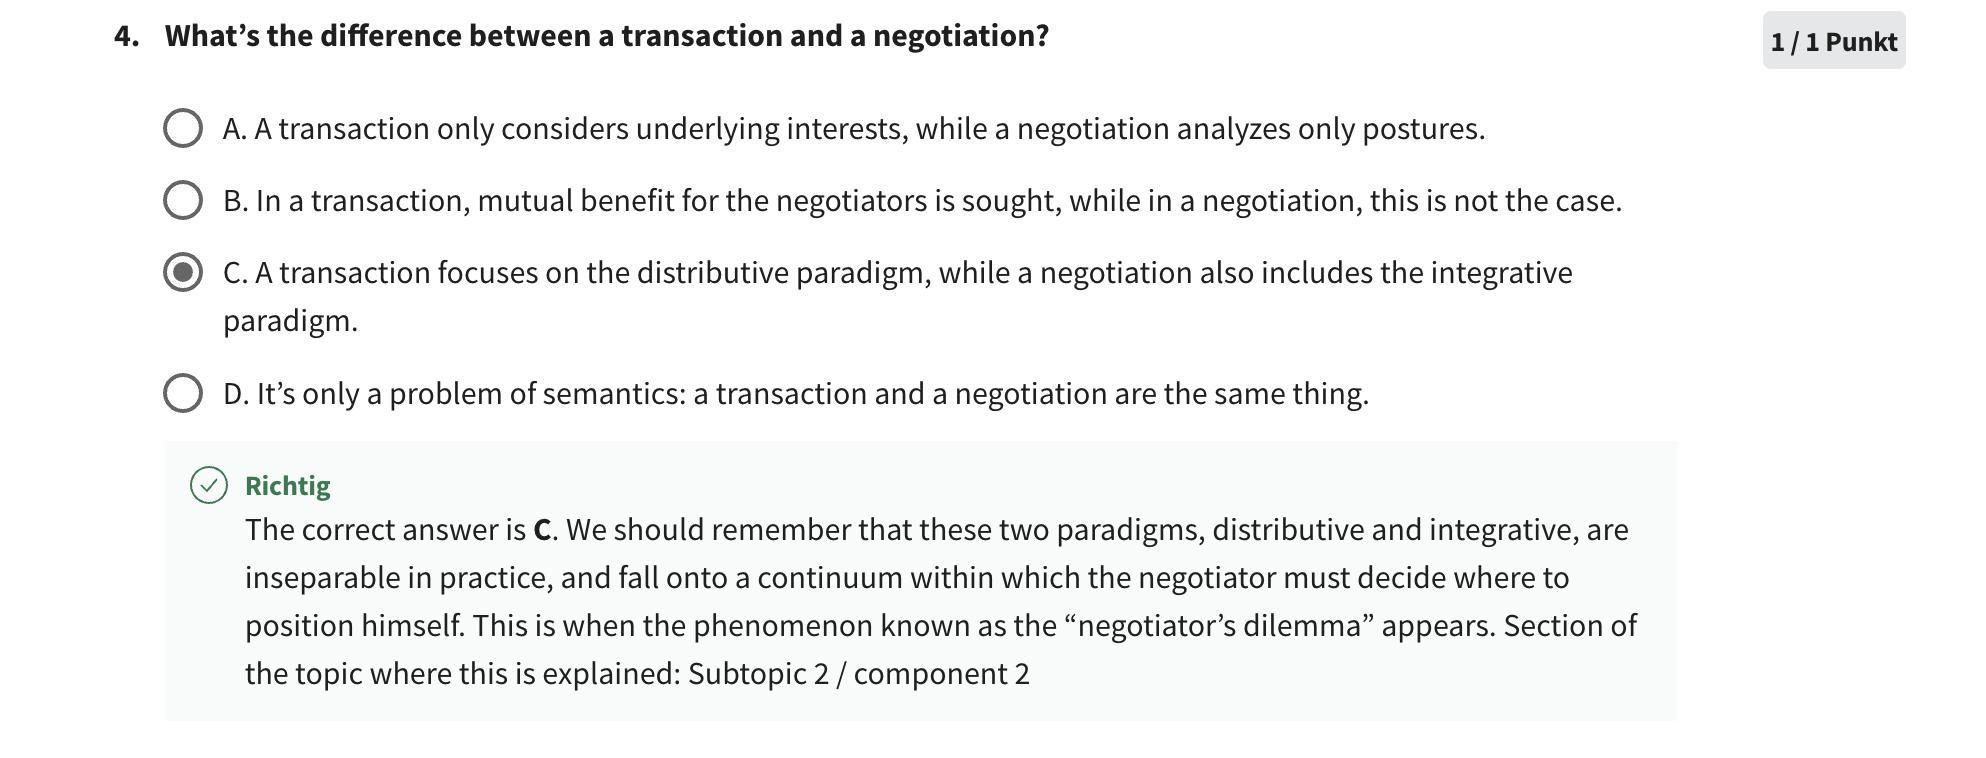 4. What’s the difference between a transaction and a negotiation?
1 / 1 Punkt
A. A transaction only considers underlying interests, while a negotiation analyzes only postures.
B. In a transaction, mutual benefit for the negotiators is sought, while in a negotiation, this is not the case.
C. A transaction focuses on the distributive paradigm, while a negotiation also includes the integrative
paradigm.
D. It’s only a problem of semantics: a transaction and a negotiation are the same thing.
Richtig
The correct answer is C. We should remember that these two paradigms, distributive and integrative, are
inseparable in practice, and fall onto a continuum within which the negotiator must decide where to
position himself. This is when the phenomenon known as the “negotiator’s dilemma” appears. Section of
the topic where this is explained: Subtopic 2 / component 2